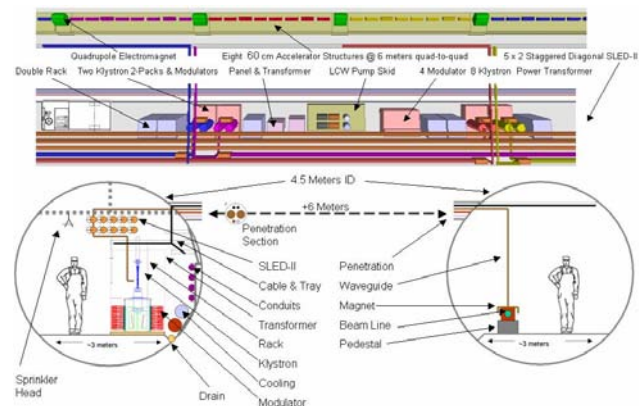 Quadrupole Electromagnet
Eight 60 cm Accelerator Structures @ 6 meters quad-to-quad
5 x 2 Staggered Diagonal SLED-II
Double Rack
Two Klystron 2-Packs & Modulators
Panel & Transformer
LCW Pump Skid
4 Modulator
8 Klystron
Power Transformer
4.5 Meters ID
+6 Meters
Penetration
Section
SLED-II
Cable & Tray
Conduits
Transformer
Rack
Klystron
Cooling
Modulator
Drain
Sprinkler
Head
~3 meters
Penetration
Waveguide
Magnet
Beam Line
Pedestal
~3 meters